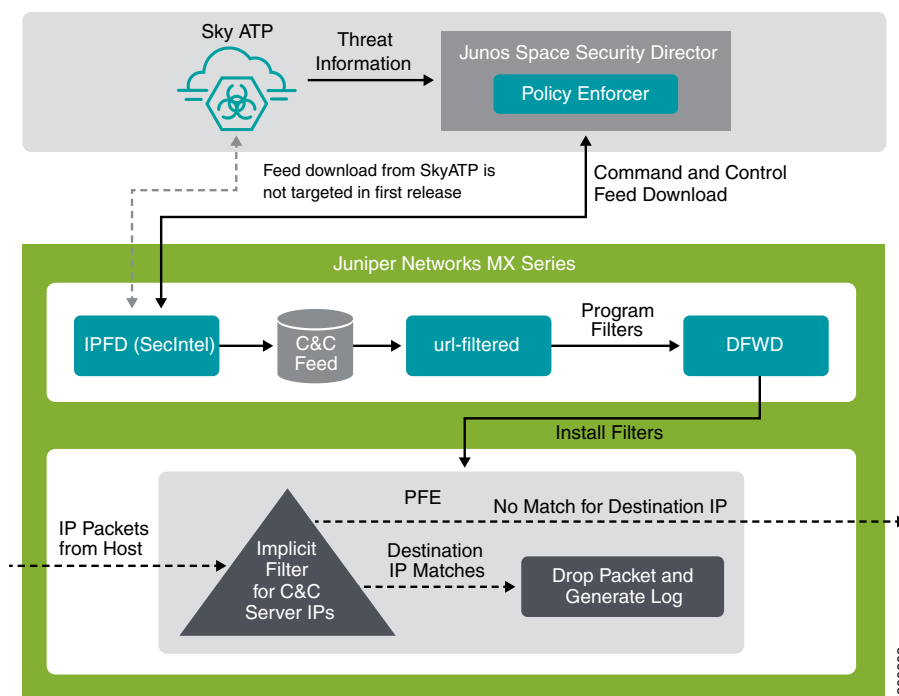 Sky ATP
Threat
Information
Junos Space Security Director
Policy Enforcer
Feed download from SkyATP is
not targeted in first release
Command and Control
Feed Download
Juniper Networks MX Series
IPFD (SecIntel)
C&C
Feed
url-filtered
Program
Filters
DFWD
Install Filters
PFE
No Match for Destination IP
IP Packets
from Host
Implicit
Filter
for C&C
Server IPs
Destination
IP Matches
Drop Packet and
Generate Log